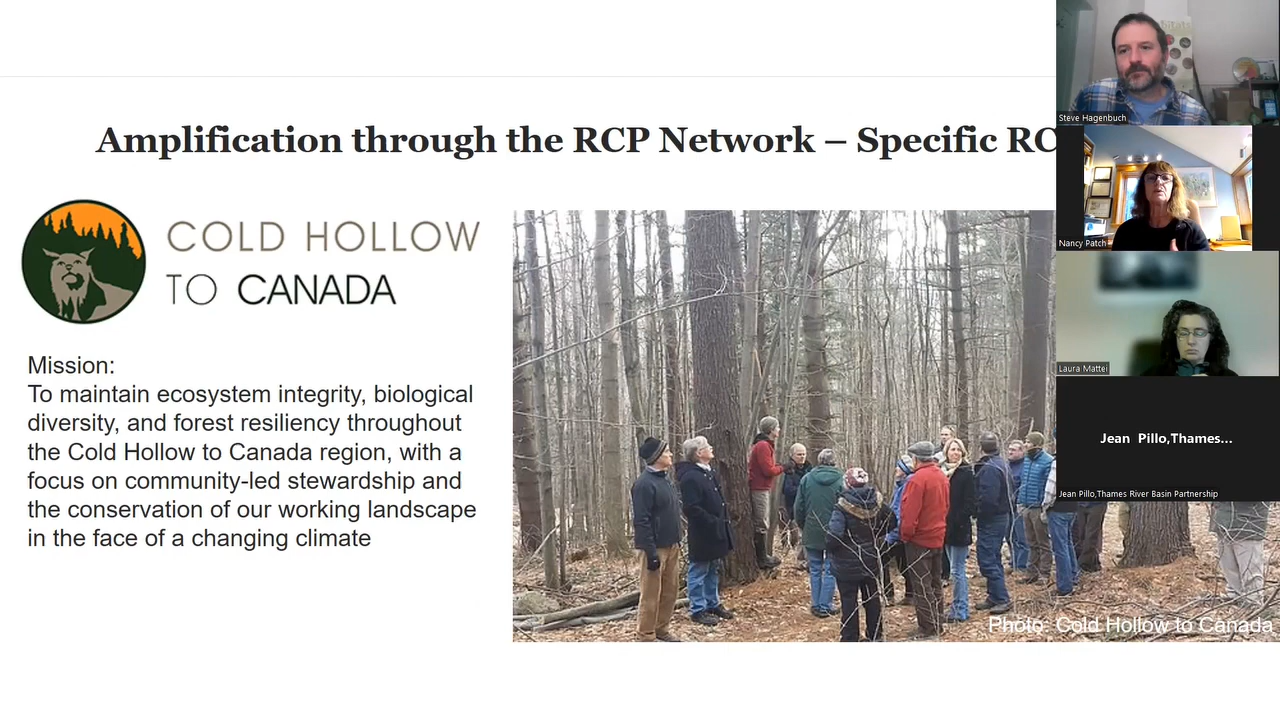 Amplification through the RCP Network – Specific RC
COLD HOLLOW
TO CANADA
Mission:
To maintain ecosystem integrity, biological
diversity, and forest resiliency throughout
the Cold Hollow to Canada region, with a
focus on community-led stewardship and
the conservation of our working landscape
in the face of a changing climate
Photo: Cold Hollow to Canada
Steve Hagenbuch
Nancy Patch
Laura Mattei
Jean Pillo,Thames...
Jean Pillo,Thames River Basin Partnership